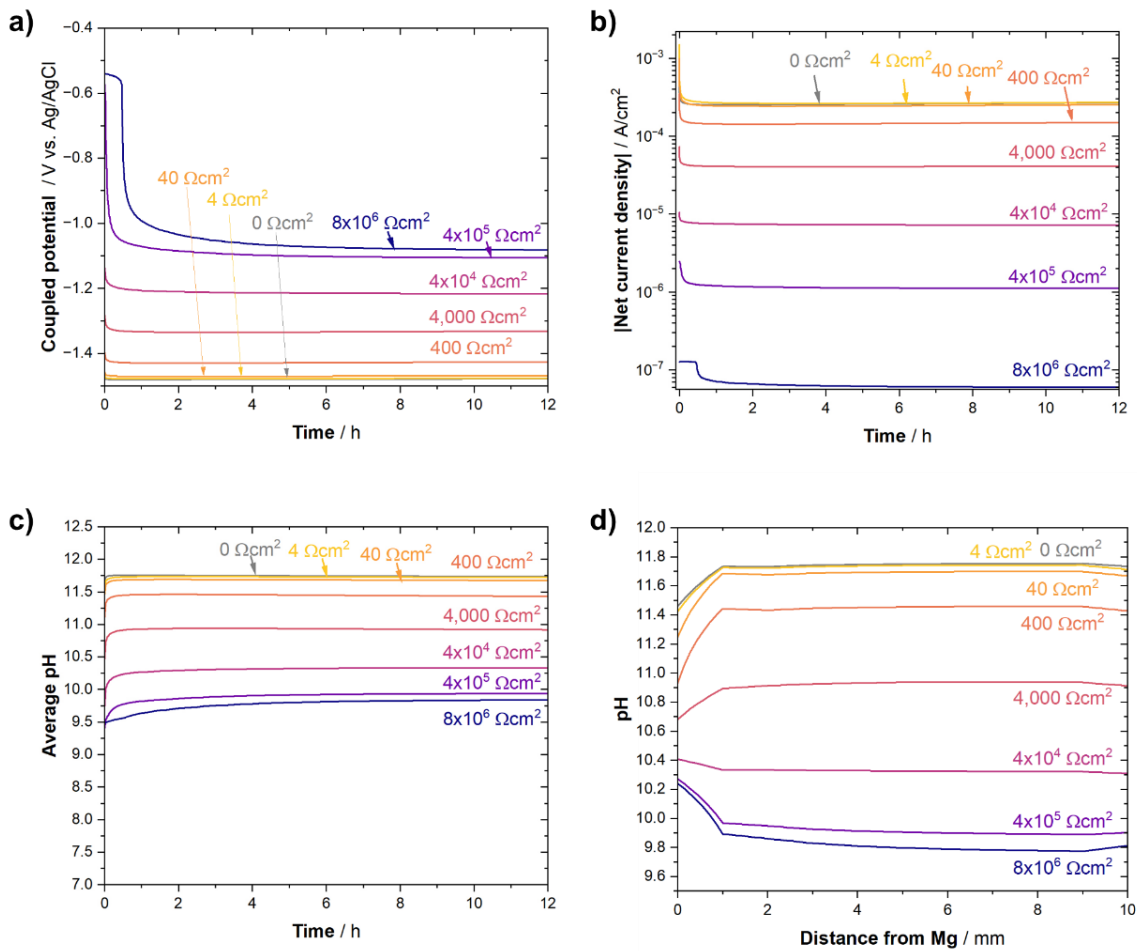 a)
Coupled potential / V vs. Ag/AgCl
−0.4
−0.6
−0.8
−1.0
−1.2
−1.4
0 2 4 6 8 10 12
Time / h
40 Ωcm²
4 Ωcm²
0 Ωcm²
8x10⁶ Ωcm²
4x10⁵ Ωcm²
4x10⁴ Ωcm²
4,000 Ωcm²
400 Ωcm²
b)
|Net current density| / A/cm²
10⁻³
10⁻⁴
10⁻⁵
10⁻⁶
10⁻⁷
0 2 4 6 8 10 12
Time / h
0 Ωcm²
4 Ωcm²
40 Ωcm²
400 Ωcm²
4,000 Ωcm²
4x10⁴ Ωcm²
4x10⁵ Ωcm²
8x10⁶ Ωcm²
c)
Average pH
12.5
12.0
11.5
11.0
10.5
10.0
9.5
9.0
8.5
8.0
7.5
7.0
0 2 4 6 8 10 12
Time / h
0 Ωcm²
4 Ωcm²
40 Ωcm²
400 Ωcm²
4,000 Ωcm²
4x10⁴ Ωcm²
4x10⁵ Ωcm²
8x10⁶ Ωcm²
d)
pH
12.0
11.8
11.6
11.4
11.2
11.0
10.8
10.6
10.4
10.2
10.0
9.8
9.6
0 2 4 6 8 10
Distance from Mg / mm
4 Ωcm²
0 Ωcm²
40 Ωcm²
400 Ωcm²
4,000 Ωcm²
4x10⁴ Ωcm²
4x10⁵ Ωcm²
8x10⁶ Ωcm²